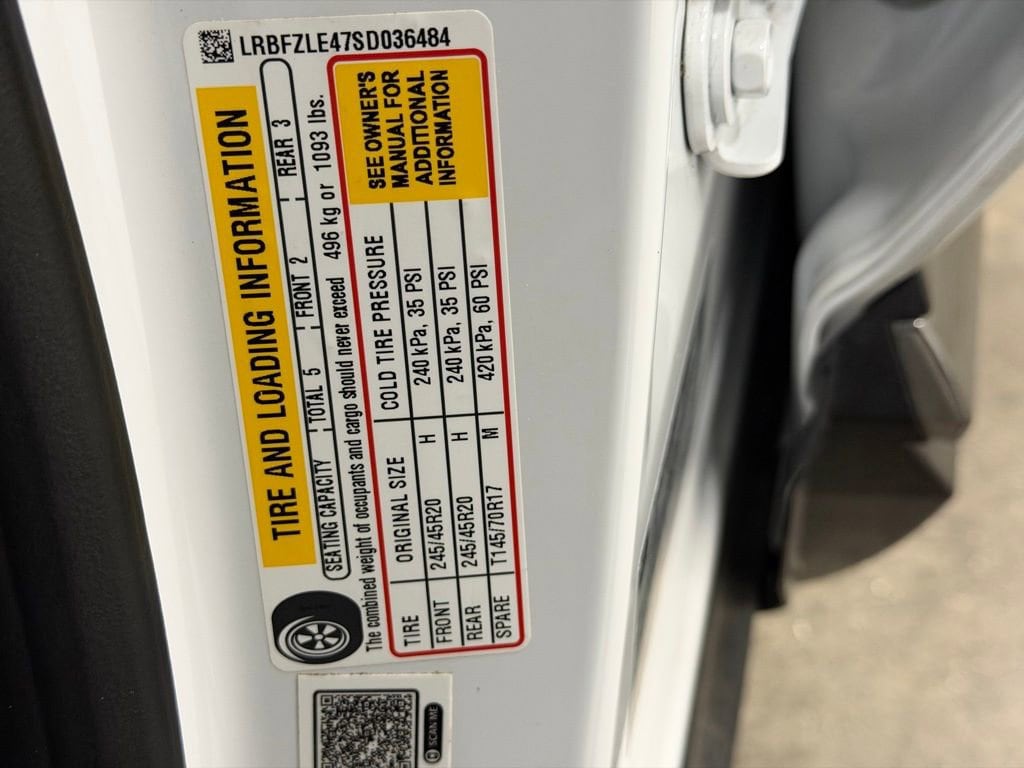 LRBFZLE47SD036484
TIRE AND LOADING INFORMATION
SEATING CAPACITY TOTAL 5 FRONT 2 REAR 3
The combined weight of occupants and cargo should never exceed 496 kg or 1093 lbs.
TIRE ORIGINAL SIZE COLD TIRE PRESSURE
FRONT 245/45R20 H 240 kPa, 35 PSI
REAR 245/45R20 H 240 kPa, 35 PSI
SPARE T145/70R17 M 420 kPa, 60 PSI
SEE OWNER'S
MANUAL FOR
ADDITIONAL
INFORMATION
SCAN ME